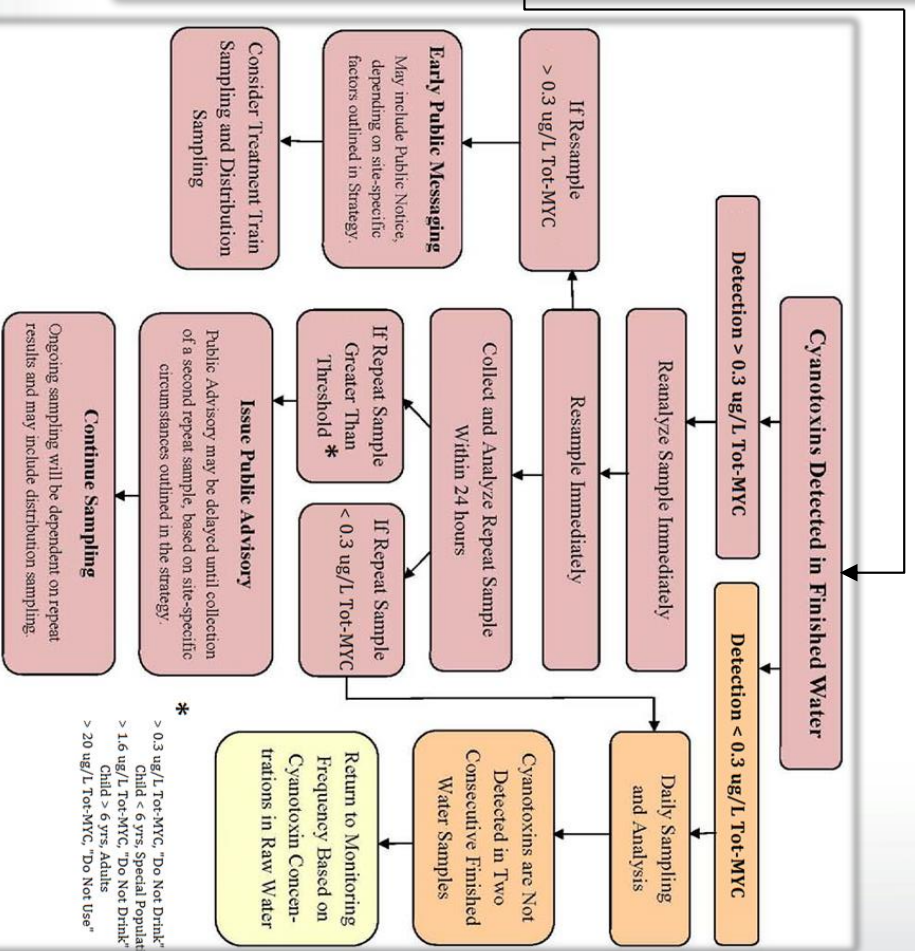 Cyanotoxins Detected in Finished Water
Detection > 0.3 ug/L Tot-MYC
Detection < 0.3 ug/L Tot-MYC
Reanalyze Sample Immediately
Resample Immediately
If Resample
> 0.3 ug/L Tot-MYC
Early Public Messaging
May include Public Notice,
depending on site-specific
factors outlined in Strategy.
Consider Treatment Train
Sampling and Distribution
Sampling
Collect and Analyze Repeat Sample
Within 24 hours
If Repeat Sample
Greater Than
Threshold *
If Repeat Sample
< 0.3 ug/L Tot-MYC
Issue Public Advisory
Public Advisory may be delayed until collection
of a second repeat sample, based on site-specific
circumstances outlined in the strategy.
Continue Sampling
Ongoing sampling will be dependent on repeat
results and may include distribution sampling.
Daily Sampling
and Analysis
Cyanotoxins are Not
Detected in Two
Consecutive Finished
Water Samples
Return to Monitoring
Frequency Based on
Cyanotoxin Concen-
trations in Raw Water
*
> 0.3 ug/L Tot-MYC, "Do Not Drink"
Child < 6 yrs, Special
> 1.6 ug/L Tot-MYC, "Do Not Drink"
Child > 6 yrs, Adults
> 20 ug/L Tot-MYC, "Do Not Use"